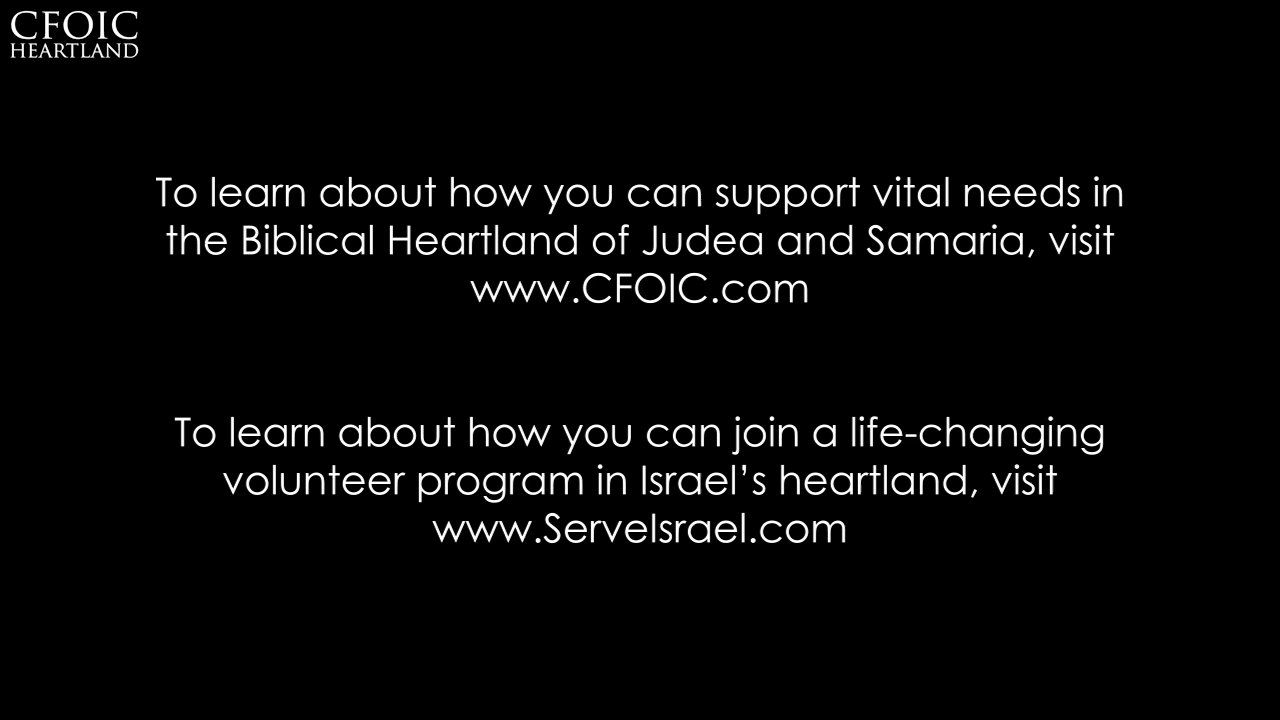 CFOIC
HEARTLAND
To learn about how you can support vital needs in
the Biblical Heartland of Judea and Samaria, visit
www.CFOIC.com
To learn about how you can join a life-changing
volunteer program in Israel’s heartland, visit
www.ServeIsrael.com